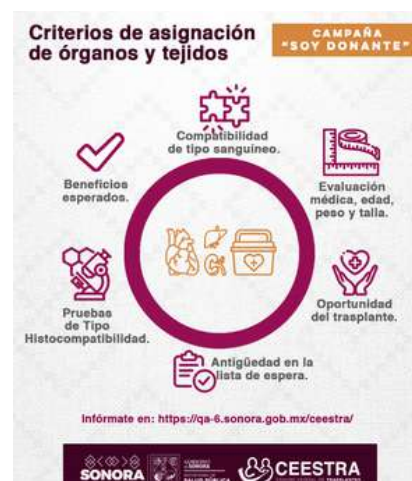 Criterios de asignación
de órganos y tejidos
CAMPAÑA
"SOY DONANTE"
Compatibilidad
de tipo sanguíneo.
Beneficios
esperados.
Evaluación
médica, edad,
peso y talla.
Pruebas
de Tipo
Histocompatibilidad.
Oportunidad
del trasplante.
Antigüedad en la
lista de espera.
Infórmate en: https://qa-6.sonora.gob.mx/ceestra/
SONORA
SALUD PÚBLICA
CEESTRA